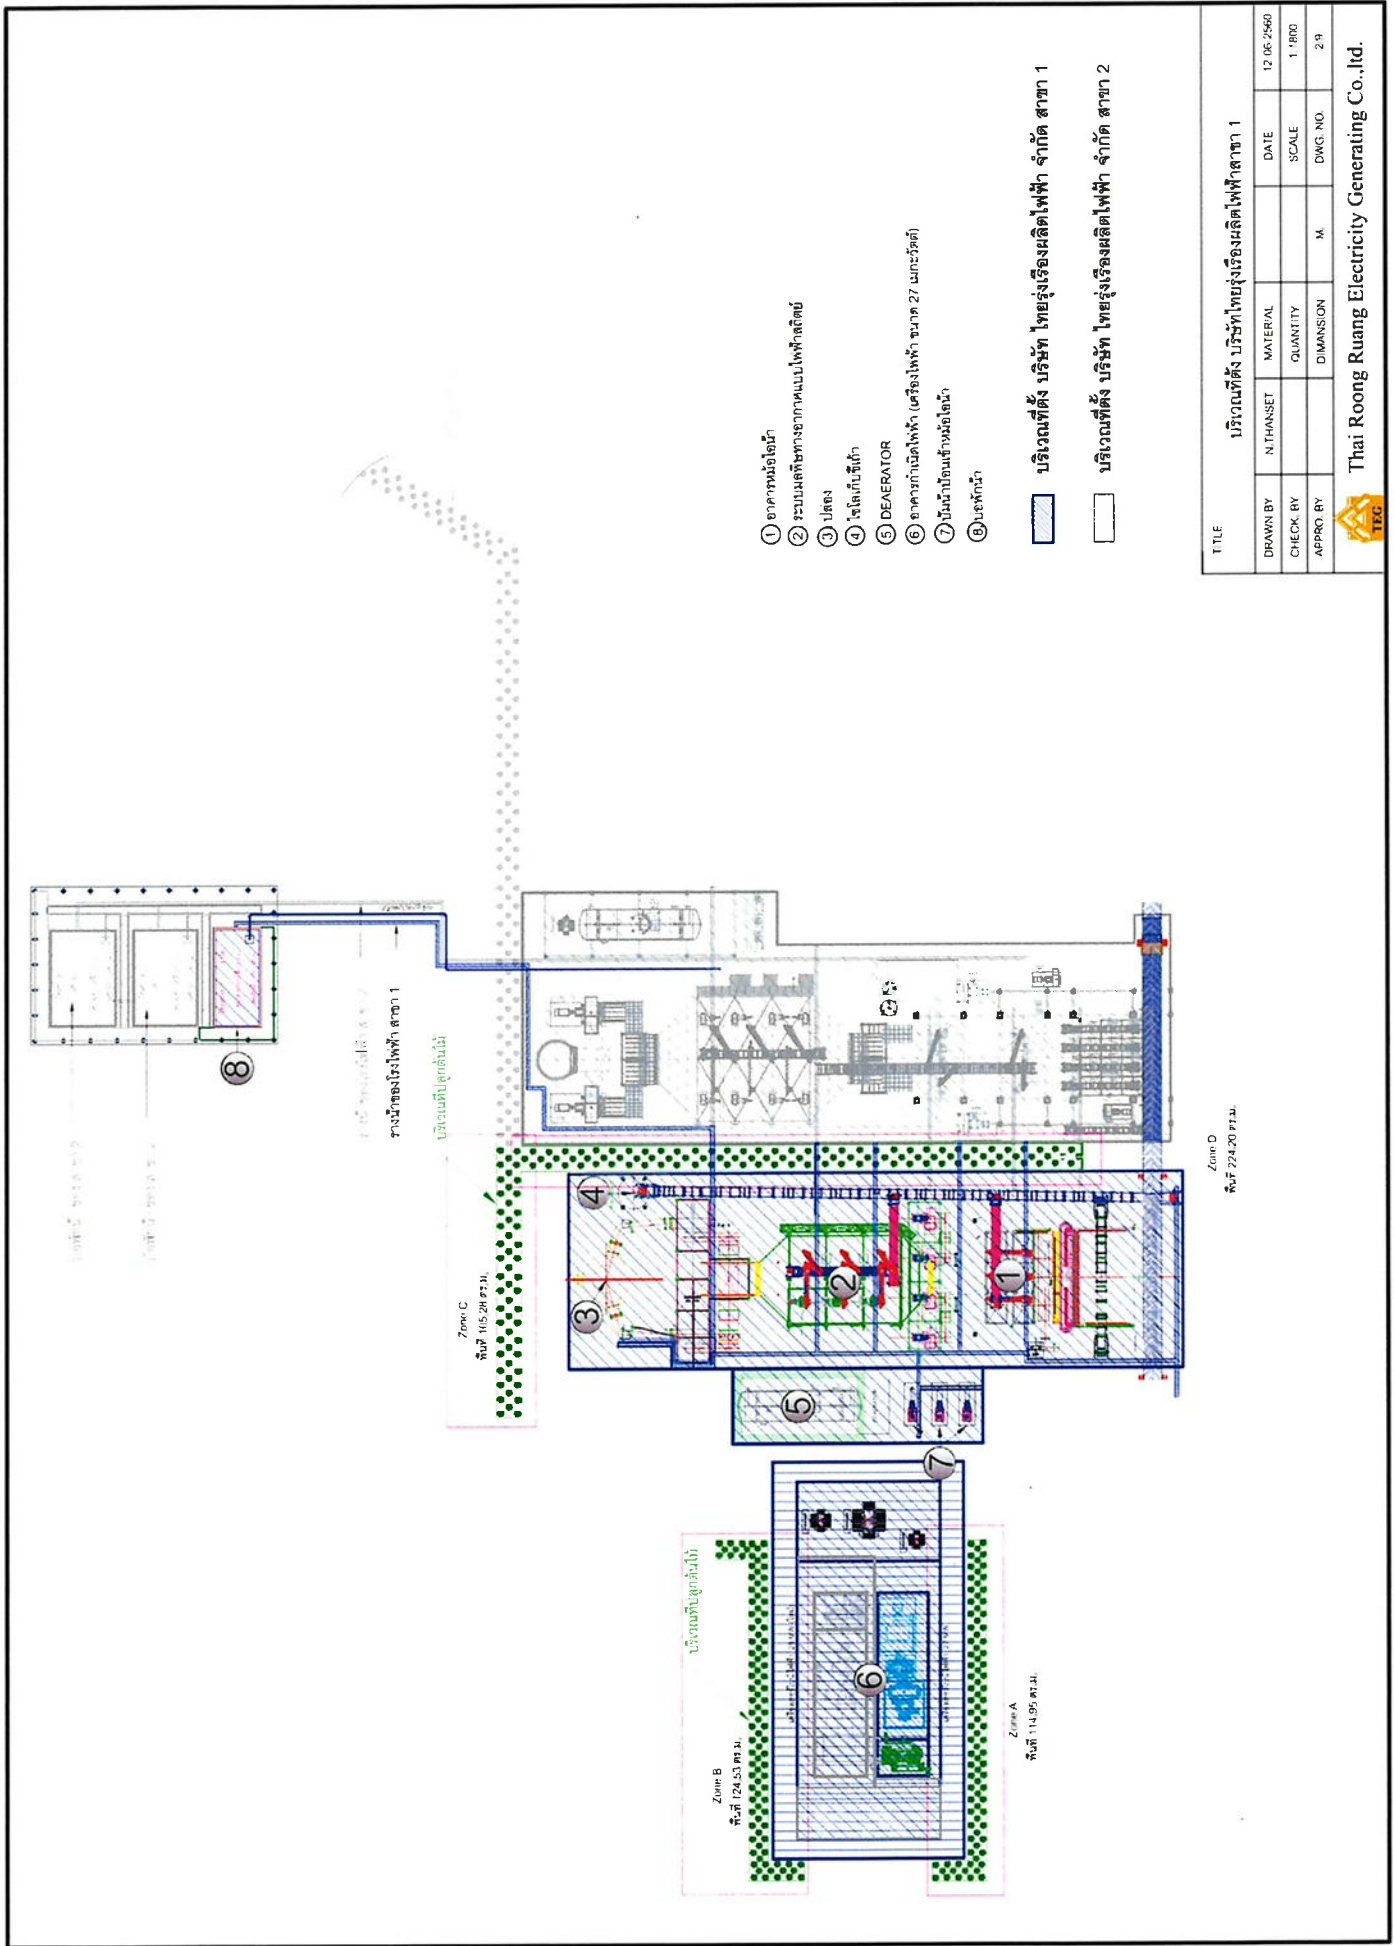 ① อาคารหม้อไอน้ำ
② ระบบมลพิษทางอากาศแบบไฟฟ้าสถิตย์
③ ปล่อง
④ ไซโลเก็บขี้เถ้า
⑤ DEAERATOR
⑥ อาคารกำเนิดไฟฟ้า (เครื่องไฟฟ้า ขนาด 27 เมกะวัตต์)
⑦ ปั๊มน้ำป้อนเข้าหม้อไอน้ำ
⑧ บ่อพักน้ำ
บริเวณที่ตั้ง บริษัท ไทยรุ่งเรืองผลิตไฟฟ้า จำกัด สาขา 1
บริเวณที่ตั้ง บริษัท ไทยรุ่งเรืองผลิตไฟฟ้า จำกัด สาขา 2
⑧
รางน้ำของโรงไฟฟ้า สาขา 1
บริเวณที่ปลูกต้นไม้
Zone C
พื้นที่ 105.28 ตร.ม.
④
③
②
①
⑤
⑦
⑥
บริเวณที่ปลูกต้นไม้
Zone B
พื้นที่ 124.53 ตร.ม.
Zone A
พื้นที่ 114.95 ตร.ม.
Zone D
พื้นที่ 224.20 ตร.ม.
TITLE
บริเวณที่ตั้ง บริษัทไทยรุ่งเรืองผลิตไฟฟ้าสาขา 1
DRAWN BY N.THANSET MATERIAL DATE 12-06-2560
CHECK. BY QUANTITY SCALE 1:1800
APPRO. BY DIMANSION M. DWG. NO. 2/9
TEG
Thai Roong Ruang Electricity Generating Co.,ltd.